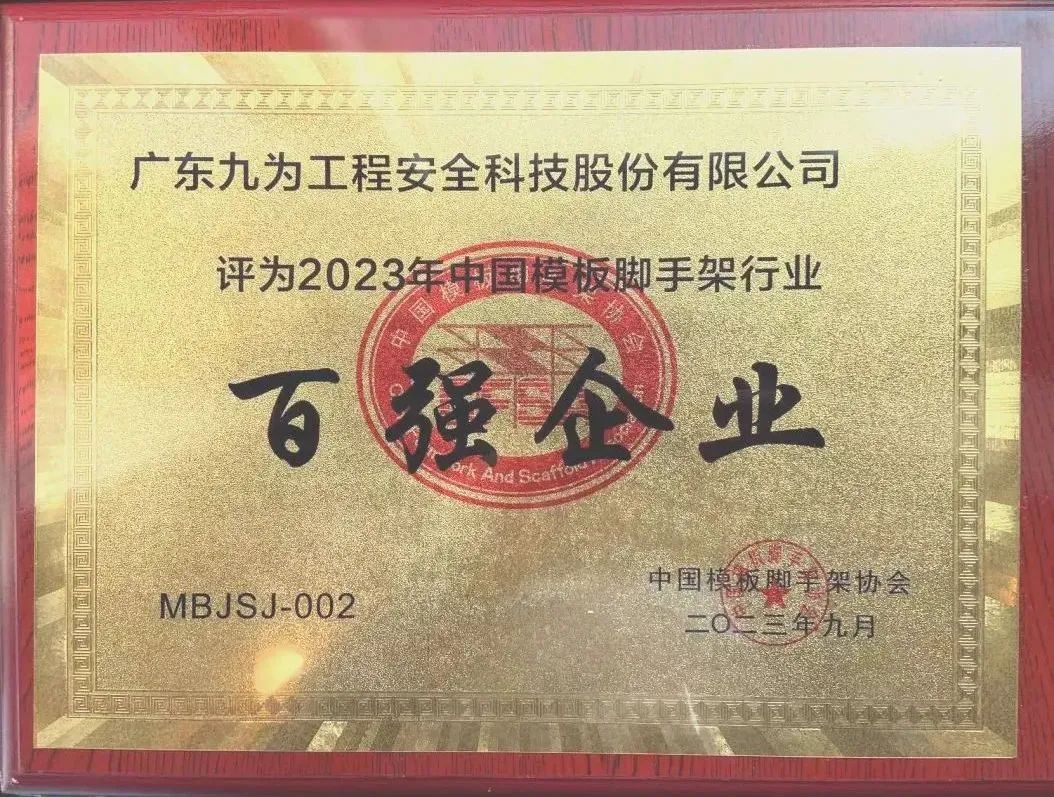 广东九为工程安全科技股份有限公司
评为2023年中国模板脚手架行业
百强企业
MBJSJ-002
中国模板脚手架协会
二〇二三年九月